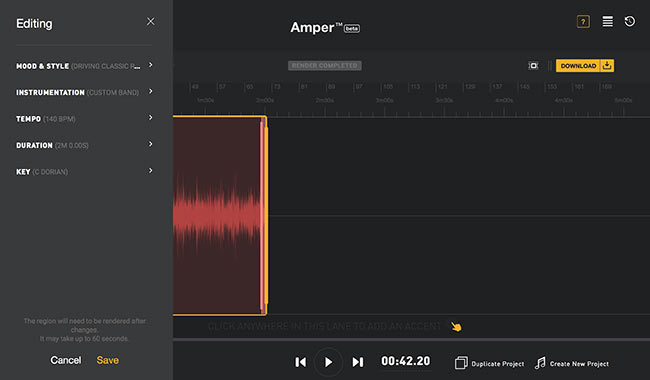 Editing
MOOD & STYLE (DRIVING CLASSIC R...
INSTRUMENTATION (CUSTOM BAND)
TEMPO (140 BPM)
DURATION (2M 0.00S)
KEY (C DORIAN)
The region will need to be rendered after
changes.
It may take up to 60 seconds.
Cancel Save
Amper™ beta
?
RENDER COMPLETED
DOWNLOAD
49 57 65 73 81 89 97 105 113 121 129 137 145 153 161 169
1m30s 2m00s 2m30s 3m00s 3m30s 4m00s 4m30s 5m00s
CLICK ANYWHERE IN THIS LANE TO ADD AN ACCENT
00:42.20
Duplicate Project
Create New Project